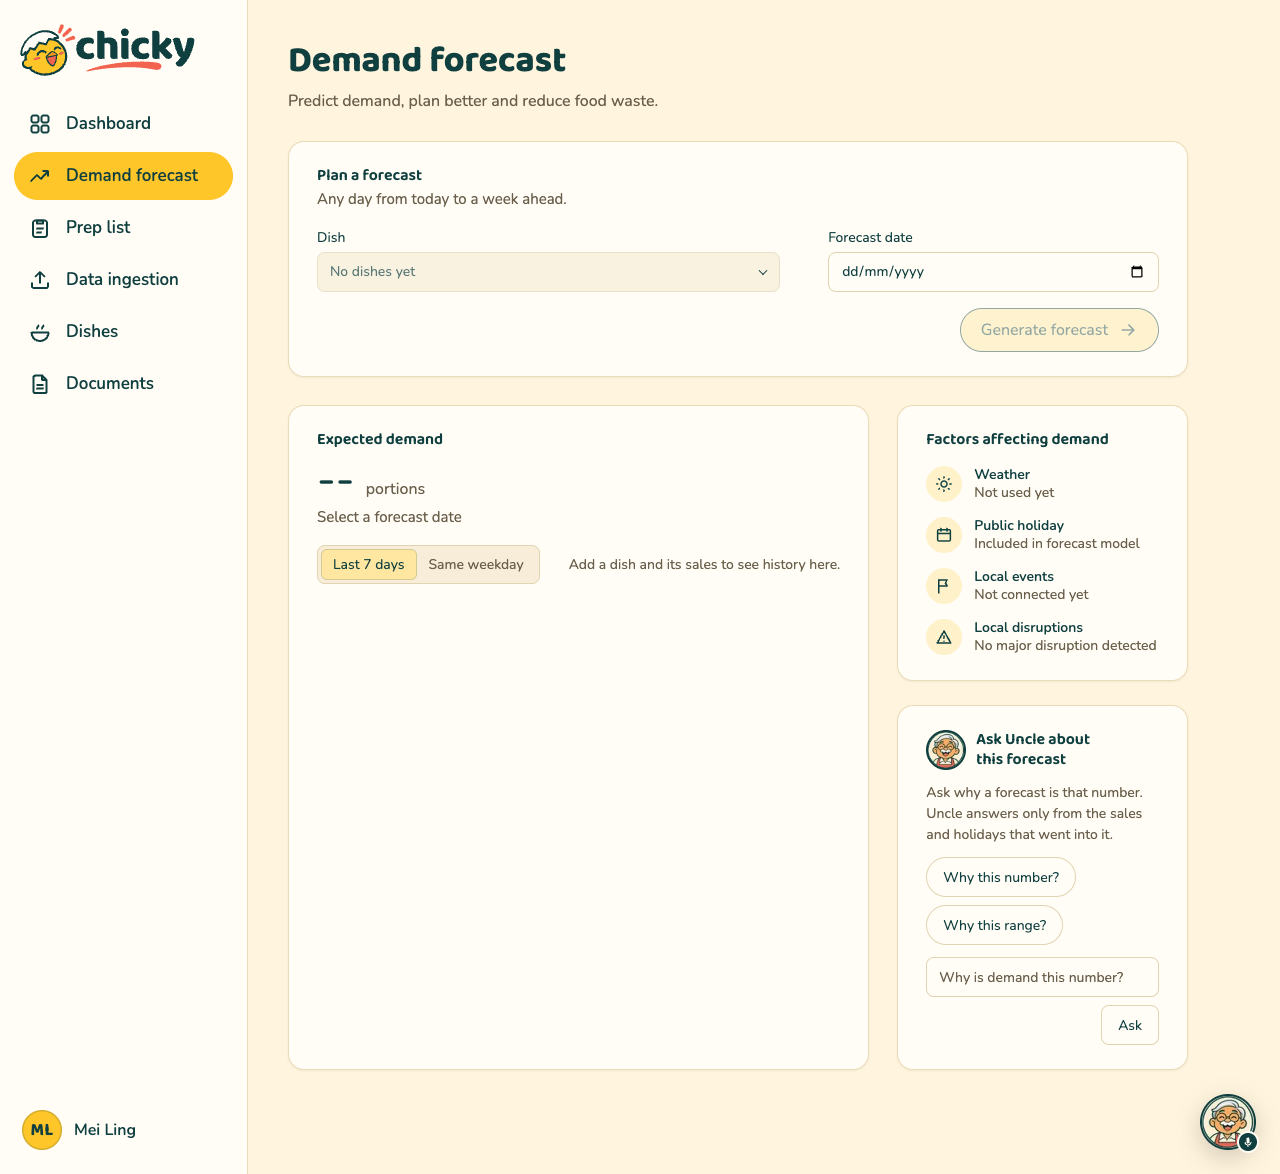 chicky
Dashboard
Demand forecast
Prep list
Data ingestion
Dishes
Documents
ML
Mei Ling
Demand forecast
Predict demand, plan better and reduce food waste.
Plan a forecast
Any day from today to a week ahead.
Dish
No dishes yet
Forecast date
dd/mm/yyyy
Generate forecast
Expected demand
-- portions
Select a forecast date
Last 7 days
Same weekday
Add a dish and its sales to see history here.
Factors affecting demand
Weather
Not used yet
Public holiday
Included in forecast model
Local events
Not connected yet
Local disruptions
No major disruption detected
Ask Uncle about
this forecast
Ask why a forecast is that number.
Uncle answers only from the sales
and holidays that went into it.
Why this number?
Why this range?
Why is demand this number?
Ask